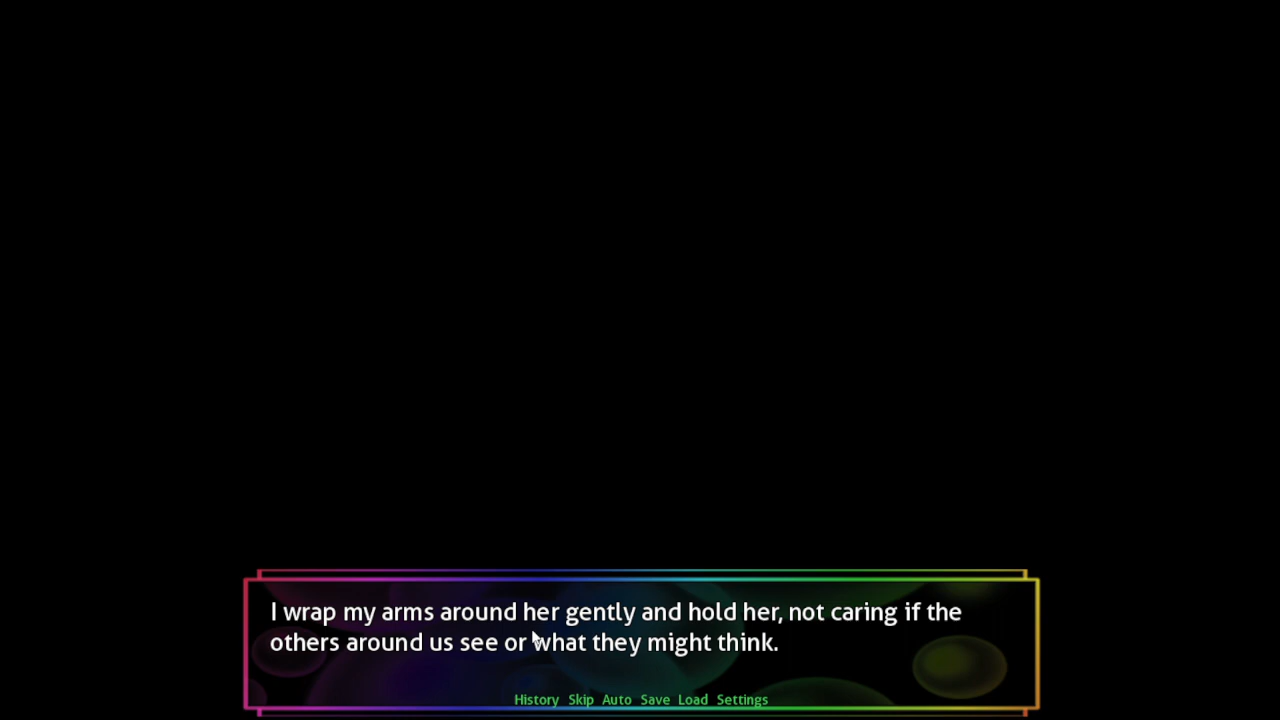 I wrap my arms around her gently and hold her, not caring if the
others around us see or what they might think.
History Skip Auto Save Load Settings